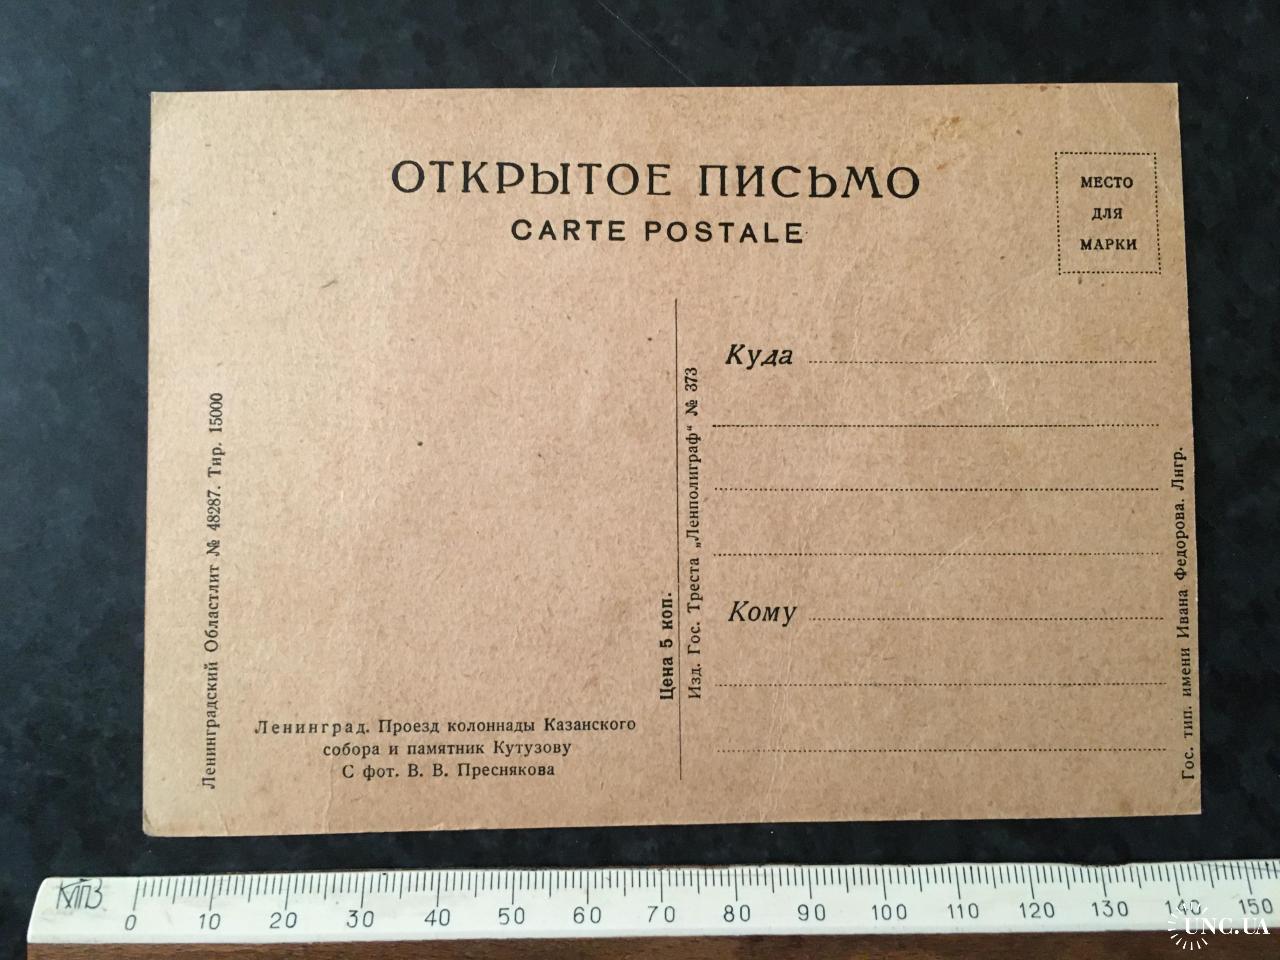 ОТКРЫТОЕ ПИСЬМО
CARTE POSTALE
МЕСТО
ДЛЯ
МАРКИ
Ленинградский Областлит № 48287. Тир. 15000
Ленинград. Проезд колоннады Казанского
собора и памятник Кутузову
С фот. В. В. Преснякова
Цена 5 коп.
Изд. Гос. Треста „Ленполиграф“ № 373
Куда
Кому
Гос. тип. имени Ивана Федорова. Лнгр.
0 10 20 30 40 50 60 70 80 90 100 110 120 130 140 150
UNC.UA